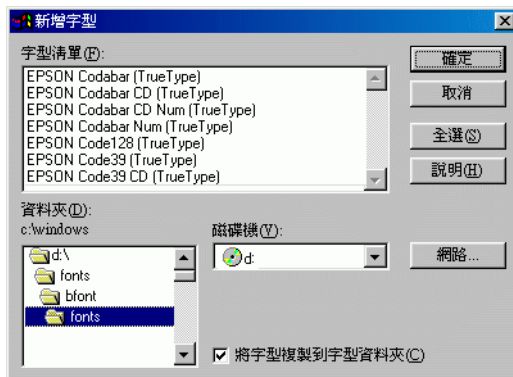 新增字型
字型清單(F):
EPSON Codabar (TrueType)
EPSON Codabar CD (TrueType)
EPSON Codabar CD Num (TrueType)
EPSON Codabar Num (TrueType)
EPSON Code128 (TrueType)
EPSON Code39 (TrueType)
EPSON Code39 CD (TrueType)
確定
取消
全選(S)
說明(H)
資料夾(D):
c:\windows
d:\
fonts
bfont
fonts
磁碟機(V):
d:
網路...
將字型複製到字型資料夾(C)